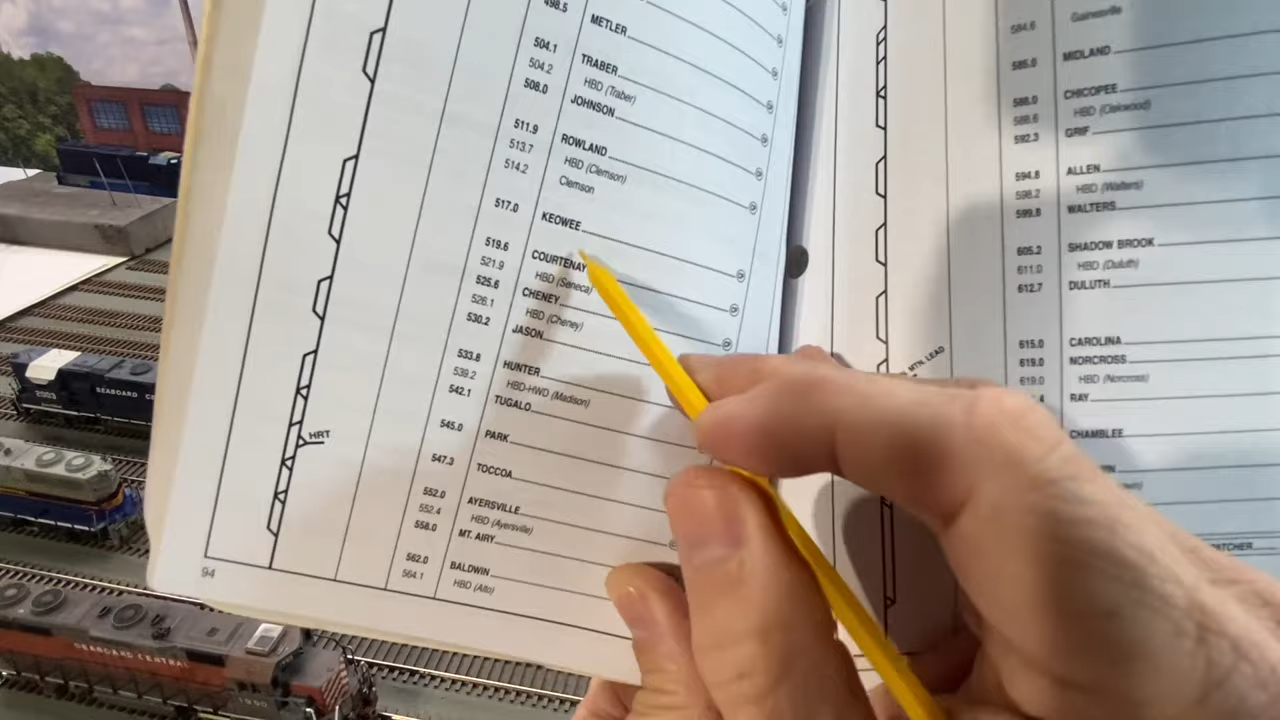 498.5 METLER
504.1 TRABER
504.2 HBD (Traber)
508.0 JOHNSON
511.9 ROWLAND
513.7 HBD (Clemson)
514.2 Clemson
517.0 KEOWEE
519.6 COURTENAY
521.9 HBD (Seneca)
525.6 CHENEY
526.1 HBD (Cheney)
530.2 JASON
533.8 HUNTER
539.2 HBD-HWD (Madison)
542.1 TUGALO
545.0 PARK
547.3 TOCCOA
552.0 AYERSVILLE
552.4 HBD (Ayersville)
558.0 MT. AIRY
562.0 BALDWIN
564.1 HBD (Alto)
HRT
94
584.6 Gainesville
585.0 MIDLAND
588.0 CHICOPEE
588.6 HBD (Oakwood)
592.3 GRIF
594.8 ALLEN
598.2 HBD (Walters)
599.8 WALTERS
605.2 SHADOW BROOK
611.0 HBD (Duluth)
612.7 DULUTH
615.0 CAROLINA
619.0 NORCROSS
619.0 HBD (Norcross)
RAY
CHAMBLEE
MTN. LEAD
SEABOARD C
2003
SEABOARD CENTRAL